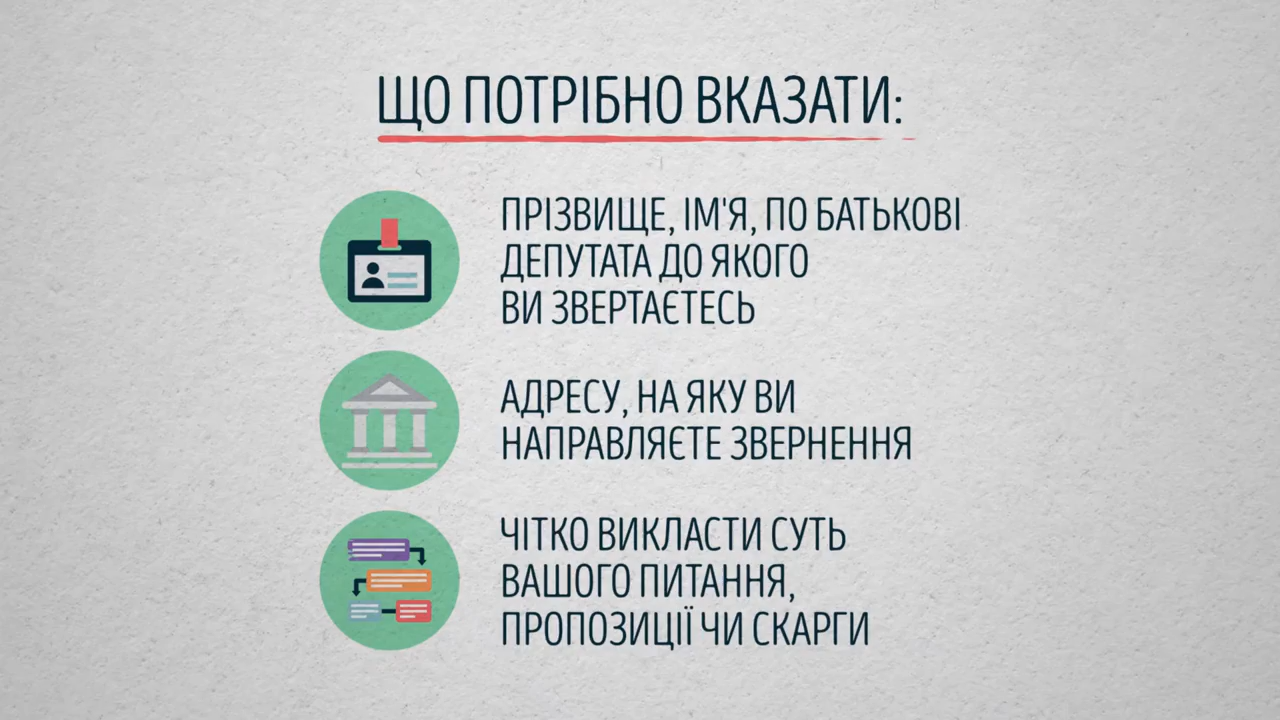 ЩО ПОТРІБНО ВКАЗАТИ:
ПРІЗВИЩЕ, ІМ'Я, ПО БАТЬКОВІ
ДЕПУТАТА ДО ЯКОГО
ВИ ЗВЕРТАЄТЕСЬ
АДРЕСУ, НА ЯКУ ВИ
НАПРАВЛЯЄТЕ ЗВЕРНЕННЯ
ЧІТКО ВИКЛАСТИ СУТЬ
ВАШОГО ПИТАННЯ,
ПРОПОЗИЦІЇ ЧИ СКАРГИ